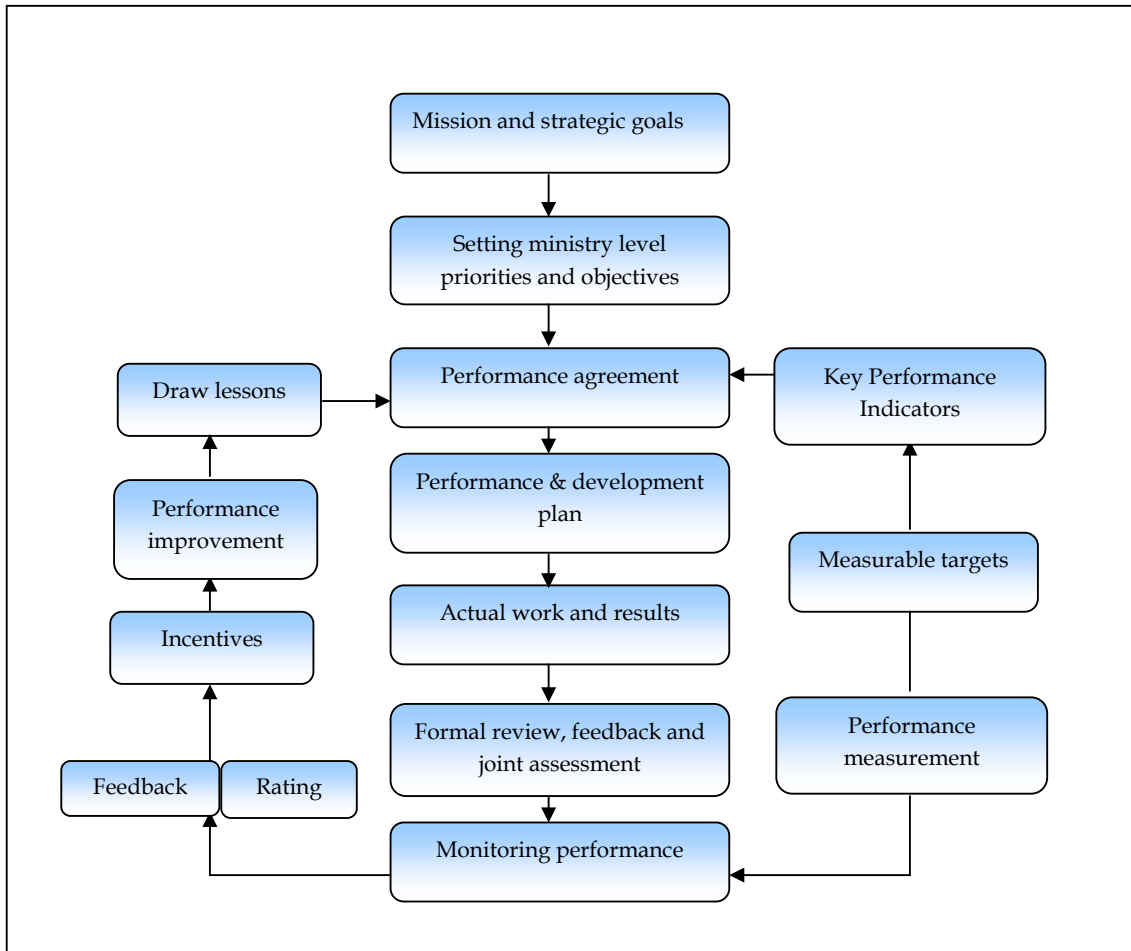 Mission and strategic goals
Setting ministry level
priorities and objectives
Performance agreement
Key Performance
Indicators
Draw lessons
Performance & development
plan
Performance
improvement
Measurable targets
Actual work and results
Incentives
Formal review, feedback and
joint assessment
Performance
measurement
Feedback
Rating
Monitoring performance